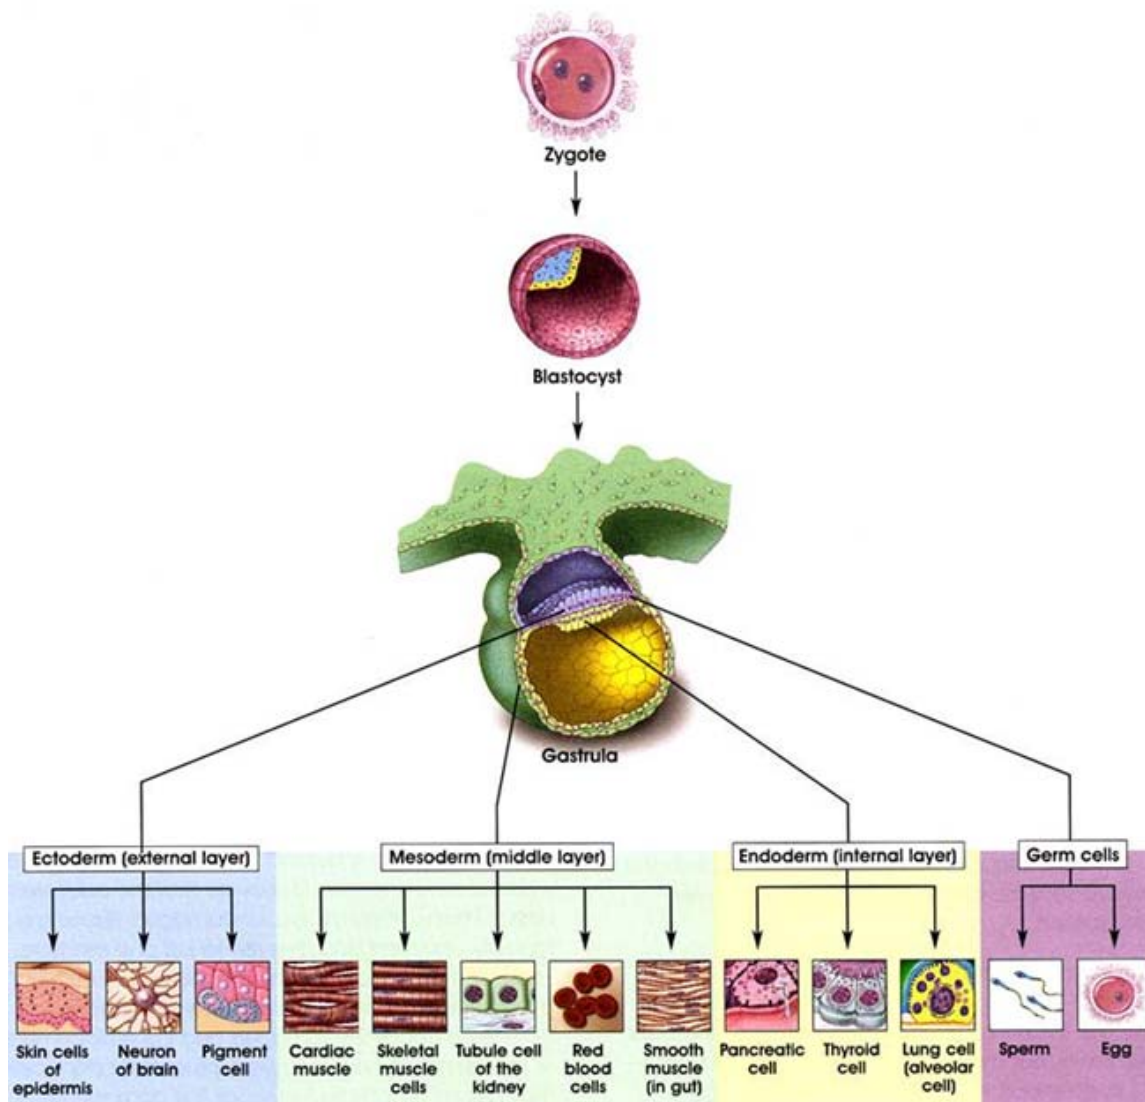 Zygote
Blastocyst
Gastrula
Ectoderm (external layer)
Mesoderm (middle layer)
Endoderm (internal layer)
Germ cells
Skin cells
of
epidermis
Neuron
of brain
Pigment
cell
Cardiac
muscle
Skeletal
muscle
cells
Tubule cell
of the
kidney
Red
blood
cells
Smooth
muscle
(in gut)
Pancreatic
cell
Thyroid
cell
Lung cell
(alveolar
cell)
Sperm
Egg